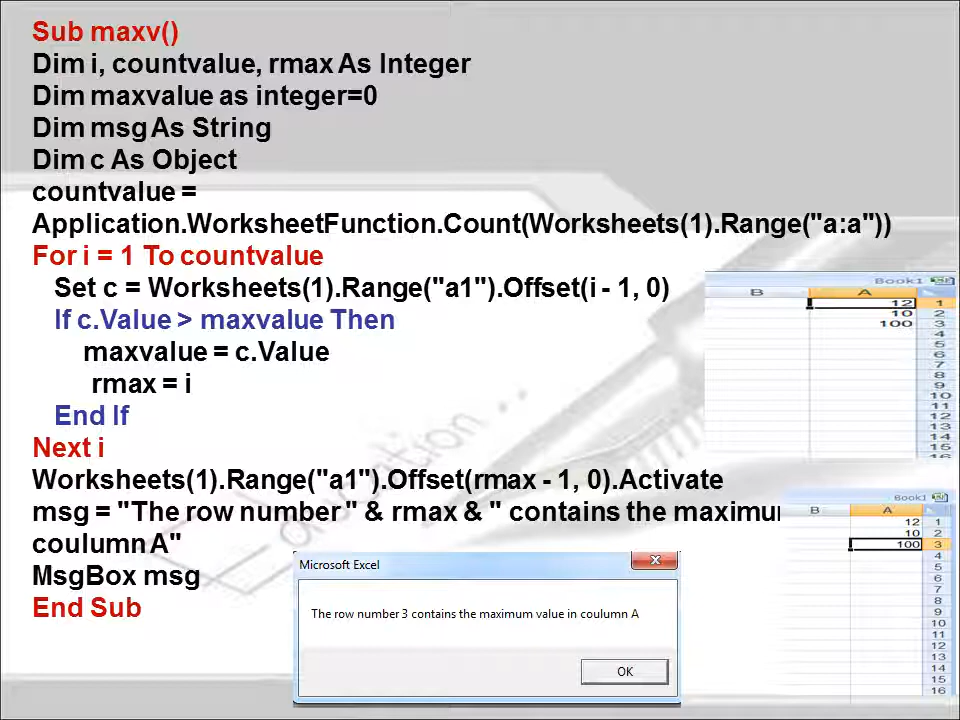 Sub maxv()
Dim i, countvalue, rmax As Integer
Dim maxvalue as integer=0
Dim msg As String
Dim c As Object
countvalue =
Application.WorksheetFunction.Count(Worksheets(1).Range("a:a"))
For i = 1 To countvalue
Set c = Worksheets(1).Range("a1").Offset(i - 1, 0)
If c.Value > maxvalue Then
maxvalue = c.Value
rmax = i
End If
Next i
Worksheets(1).Range("a1").Offset(rmax - 1, 0).Activate
msg = "The row number " & rmax & " contains the maximu
coulumn A"
MsgBox msg
End Sub
Book1
B A
12 1
10 2
100 3
4
5
6
7
8
9
10
11
12
13
14
15
16
Book1
B A
12 1
10 2
100 3
4
5
6
7
8
9
10
11
12
13
14
15
16
Microsoft Excel
The row number 3 contains the maximum value in coulumn A
OK